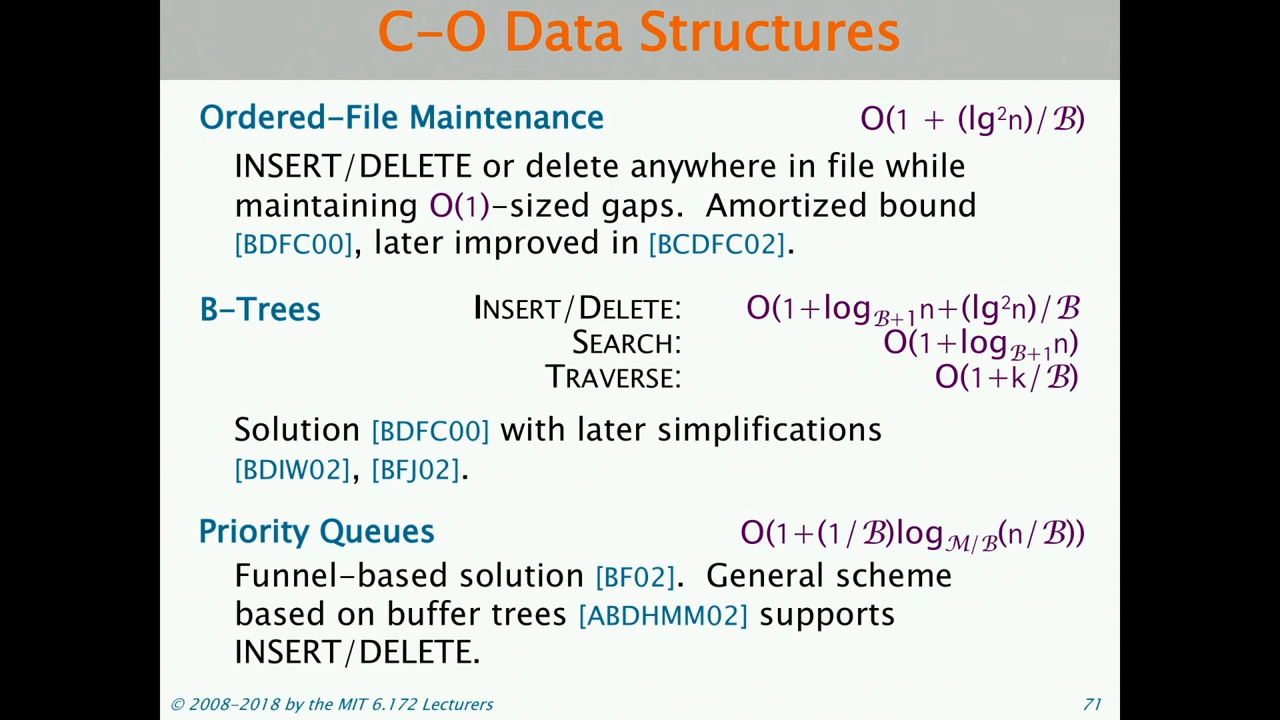 C–O Data Structures
Ordered–File Maintenance O(1 + (lg²n)/ℬ)
INSERT/DELETE or delete anywhere in file while
maintaining O(1)–sized gaps. Amortized bound
[BDFC00], later improved in [BCDFC02].
B–Trees INSERT/DELETE: O(1+log_ℬ+1 n+(lg²n)/ℬ
SEARCH: O(1+log_ℬ+1 n)
TRAVERSE: O(1+k/ℬ)
Solution [BDFC00] with later simplifications
[BDIW02], [BFJ02].
Priority Queues O(1+(1/ℬ)log_ℳ/ℬ(n/ℬ))
Funnel–based solution [BF02]. General scheme
based on buffer trees [ABDHMM02] supports
INSERT/DELETE.
© 2008–2018 by the MIT 6.172 Lecturers 71